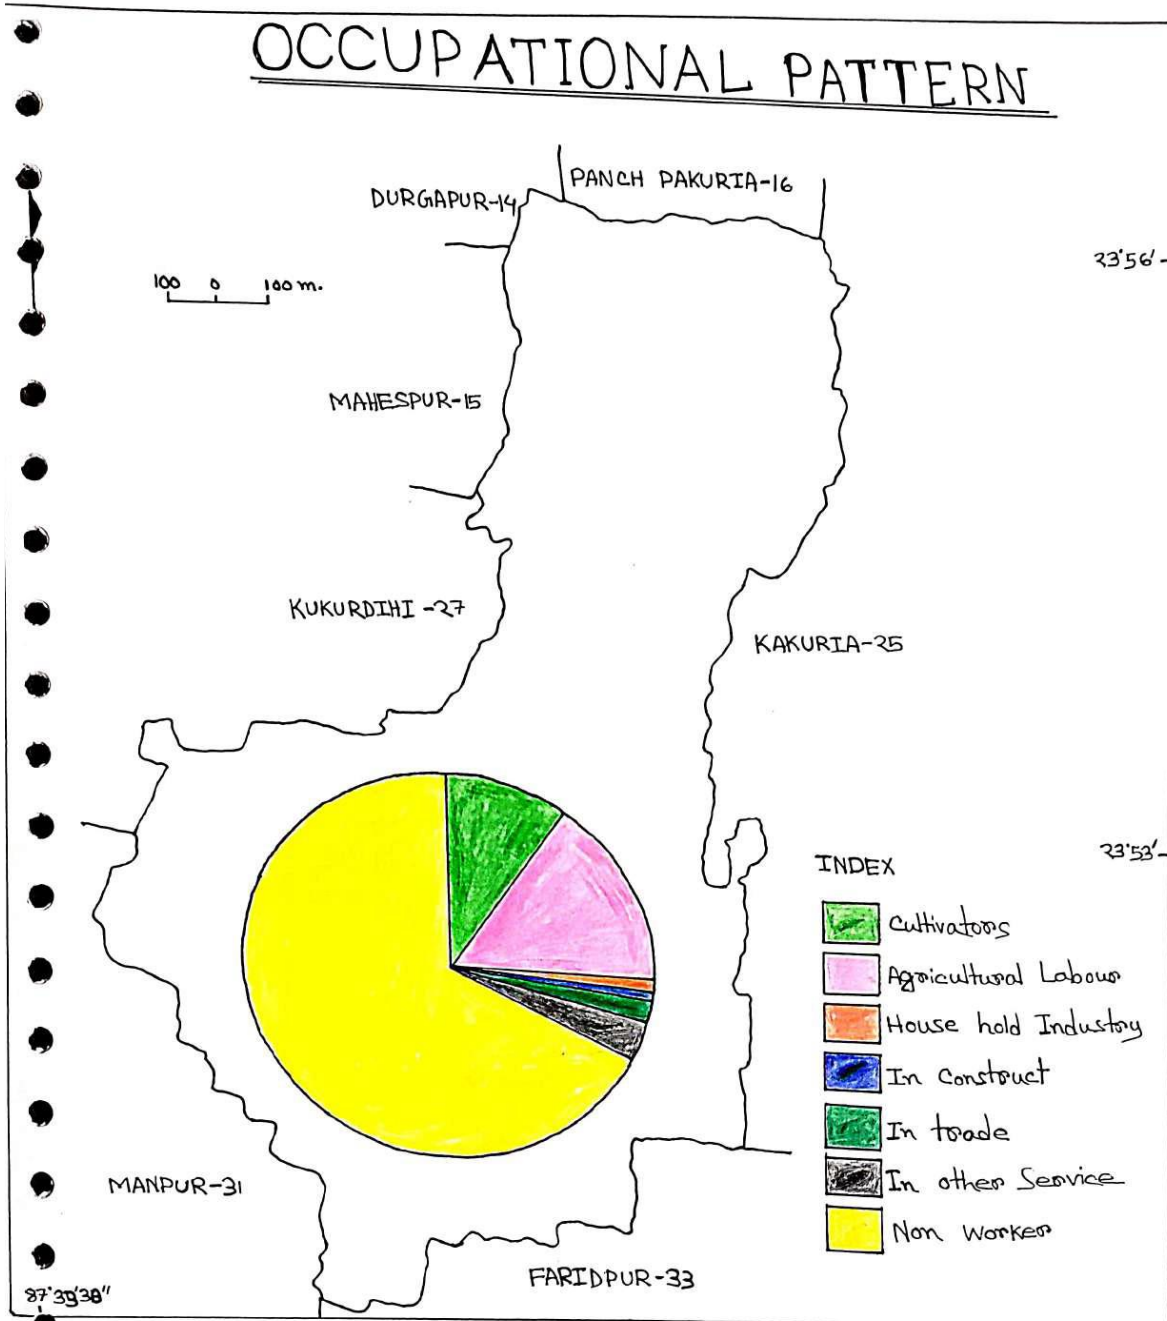 OCCUPATIONAL PATTERN
PANCH PAKURIA-16
DURGAPUR-14
23°56'
100 0 100 m.
MAHESPUR-15
KUKURDIHI-27
KAKURIA-25
23°53'
INDEX
Cultivators
Agricultural Labour
House hold Industry
In Construct
In trade
In other Service
Non Worker
MANPUR-31
FARIDPUR-33
87°39'38"